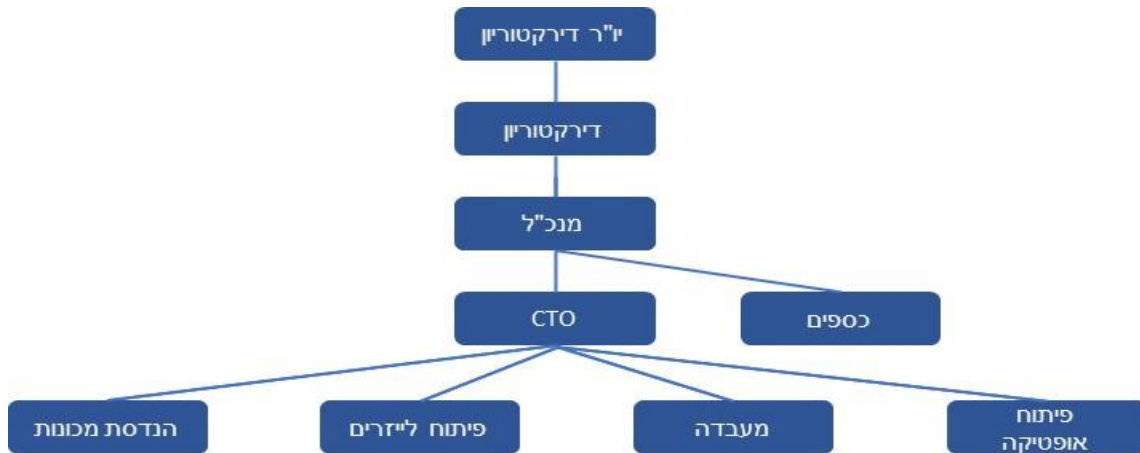 יו"ר דירקטוריון
דירקטוריון
מנכ"ל
כספים
CTO
פיתוח
אופטיקה
מעבדה
פיתוח לייזרים
הנדסת מכונות